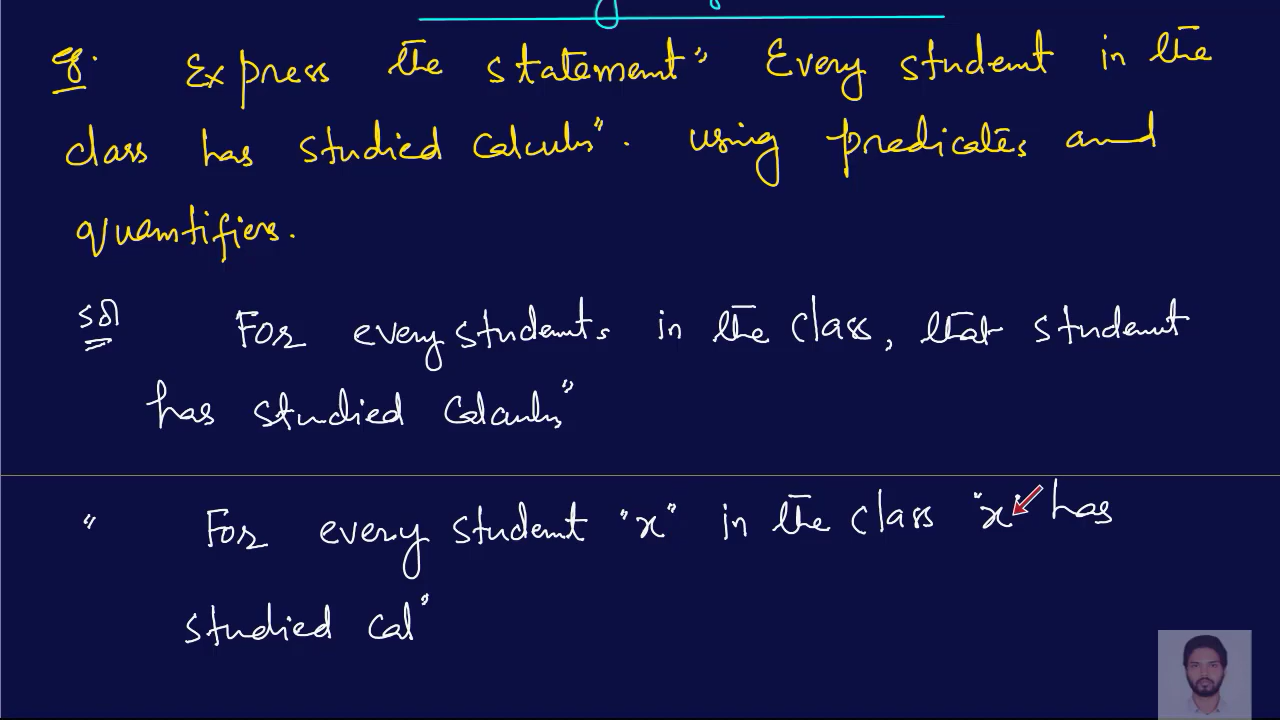 eg. Express the statement " Every student in the
class has studied calculus". using predicates and
quantifiers.
sol For every students in the class, that student
has studied Calculus"
" For every student "x" in the class "x" has
studied cal"